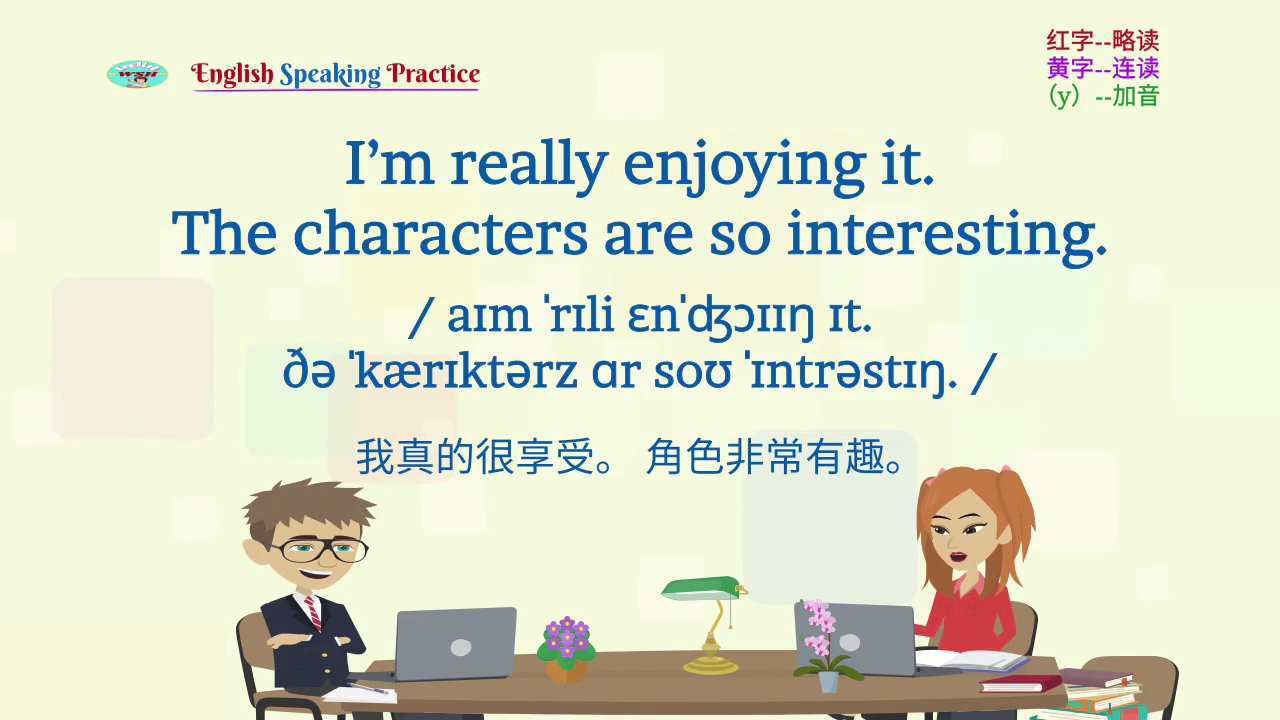 English Speaking Practice
红字--略读
黄字--连读
（y）--加音
I’m really enjoying it.
The characters are so interesting.
/ aɪm ˈrɪli ɛnˈʤɔɪɪŋ ɪt.
ðə ˈkærɪktərz ɑr soʊ ˈɪntrəstɪŋ. /
我真的很享受。 角色非常有趣。